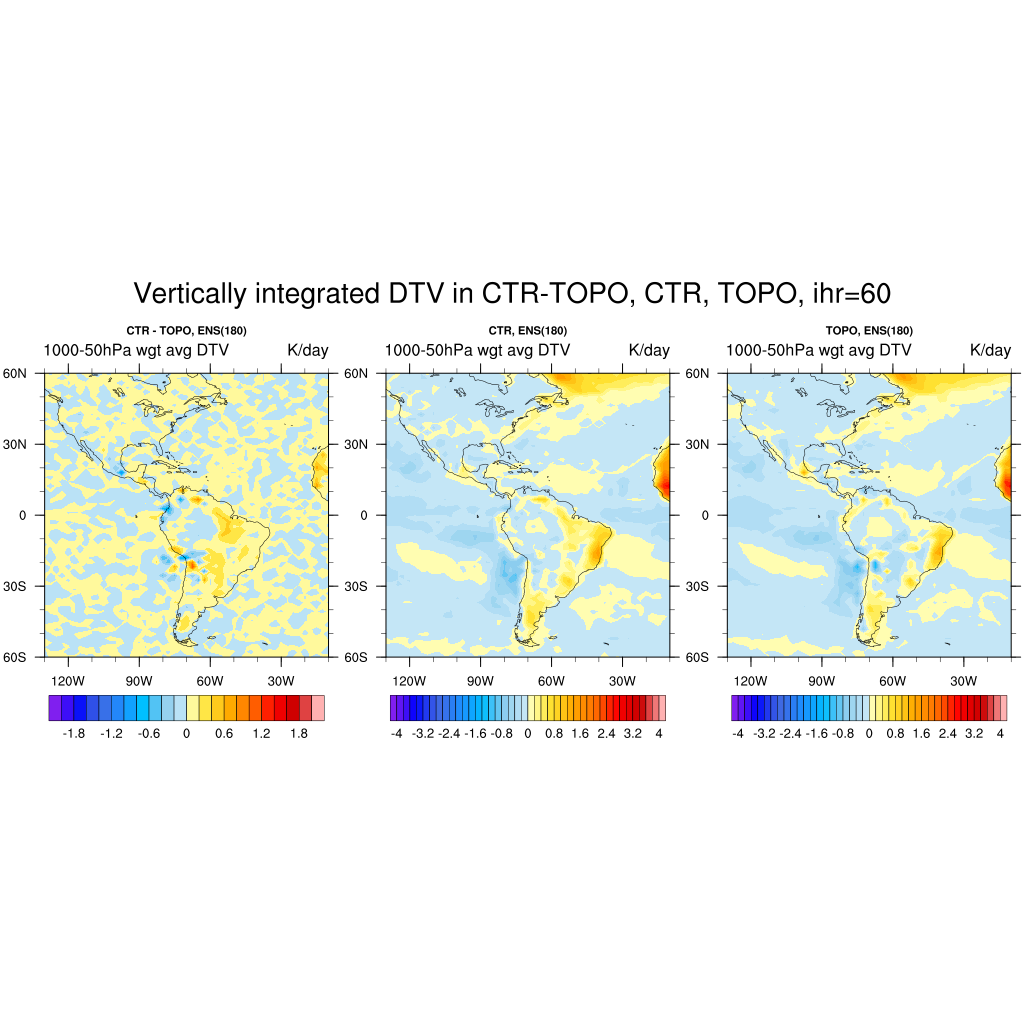 Vertically integrated DTV in CTR-TOPO, CTR, TOPO, ihr=60
CTR - TOPO, ENS(180)
1000-50hPa wgt avg DTV K/day
60N
30N
0
30S
60S
120W 90W 60W 30W
-1.8 -1.2 -0.6 0 0.6 1.2 1.8
CTR, ENS(180)
1000-50hPa wgt avg DTV K/day
60N
30N
0
30S
60S
120W 90W 60W 30W
-4 -3.2 -2.4 -1.6 -0.8 0 0.8 1.6 2.4 3.2 4
TOPO, ENS(180)
1000-50hPa wgt avg DTV K/day
60N
30N
0
30S
60S
120W 90W 60W 30W
-4 -3.2 -2.4 -1.6 -0.8 0 0.8 1.6 2.4 3.2 4